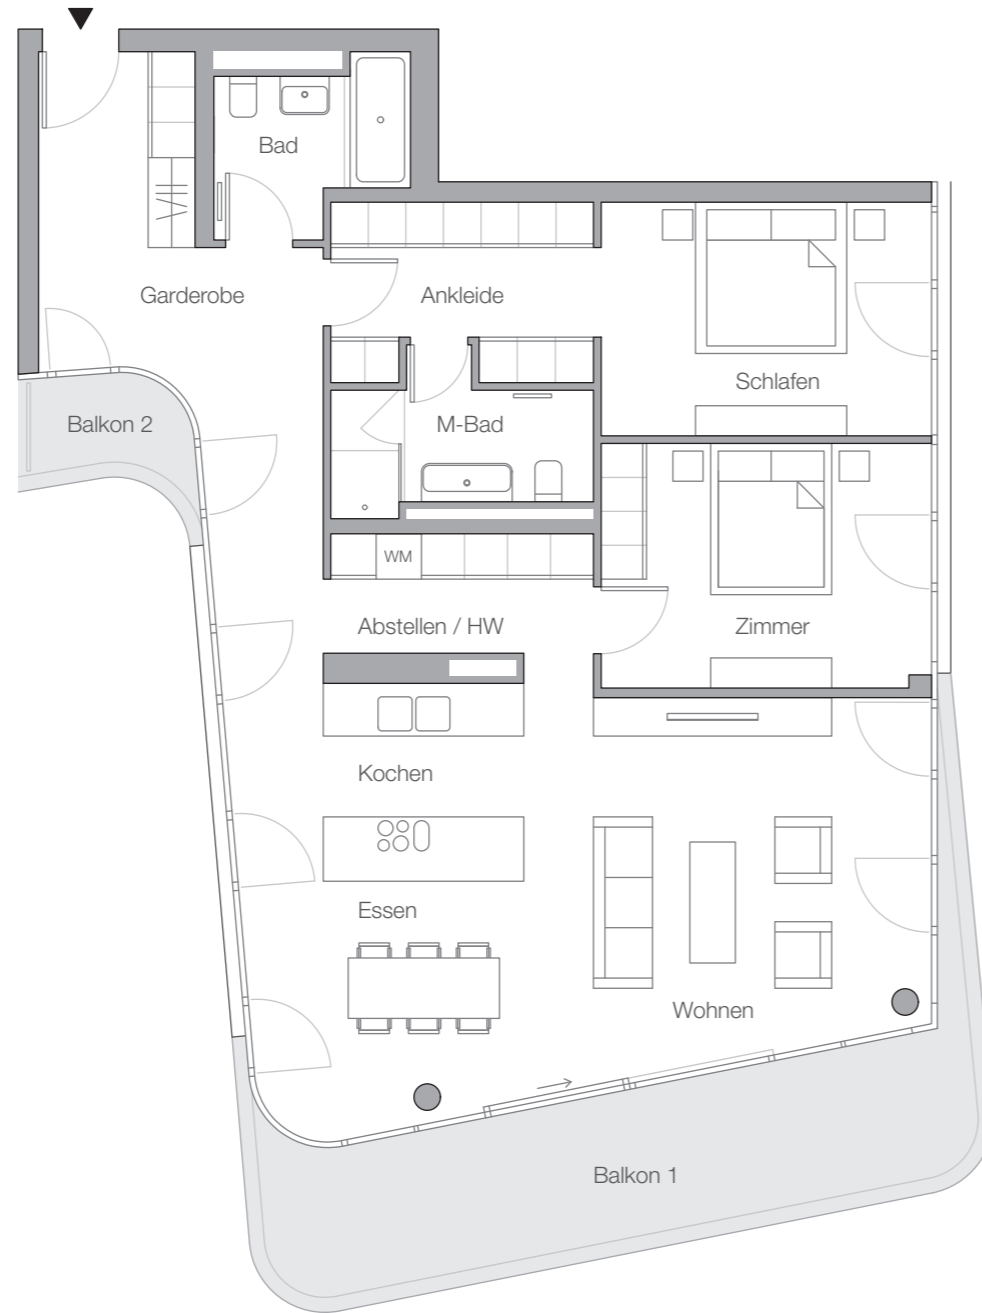 Bad
Garderobe
Ankleide
Schlafen
Balkon 2
M-Bad
WM
Abstellen / HW
Zimmer
Kochen
Essen
Wohnen
Balkon 1